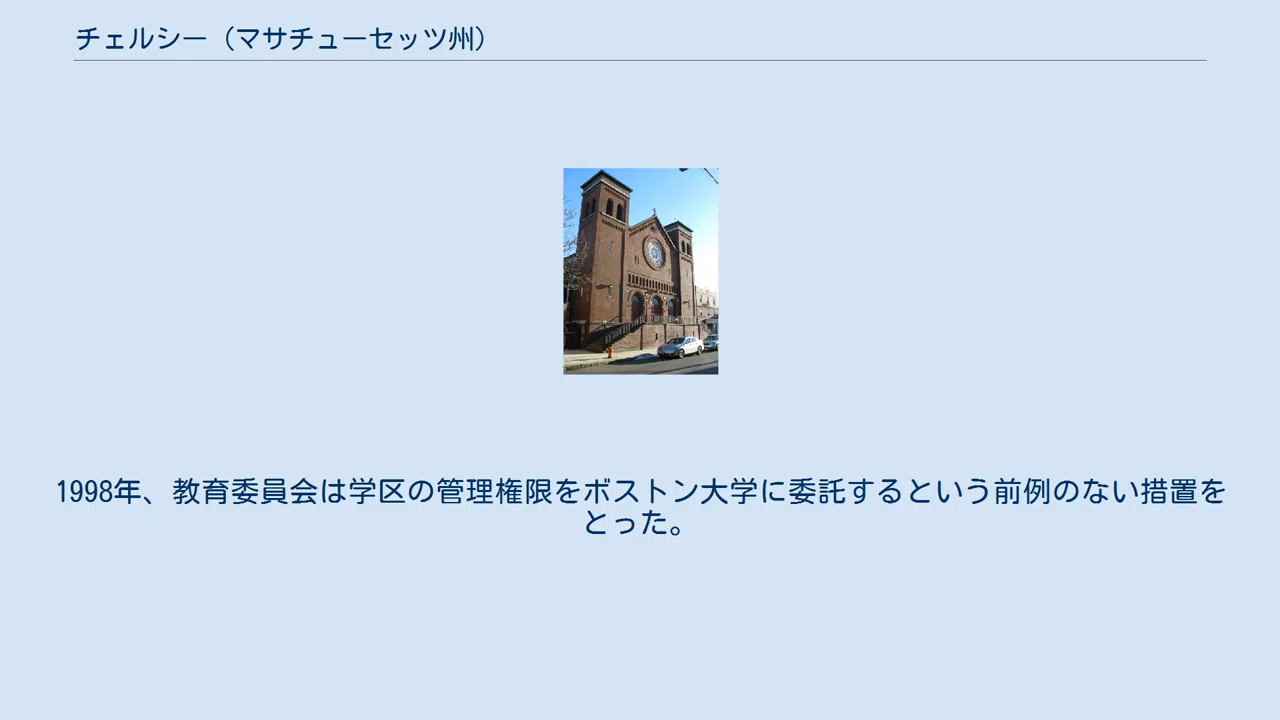 チェルシー（マサチューセッツ州）
1998年、教育委員会は学区の管理権限をボストン大学に委託するという前例のない措置を
とった。